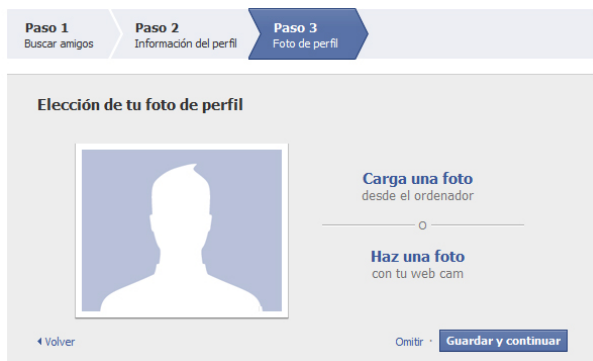 Paso 1
Buscar amigos
Paso 2
Información del perfil
Paso 3
Foto de perfil
Elección de tu foto de perfil
Carga una foto
desde el ordenador
o
Haz una foto
con tu web cam
Volver
Omitir · Guardar y continuar